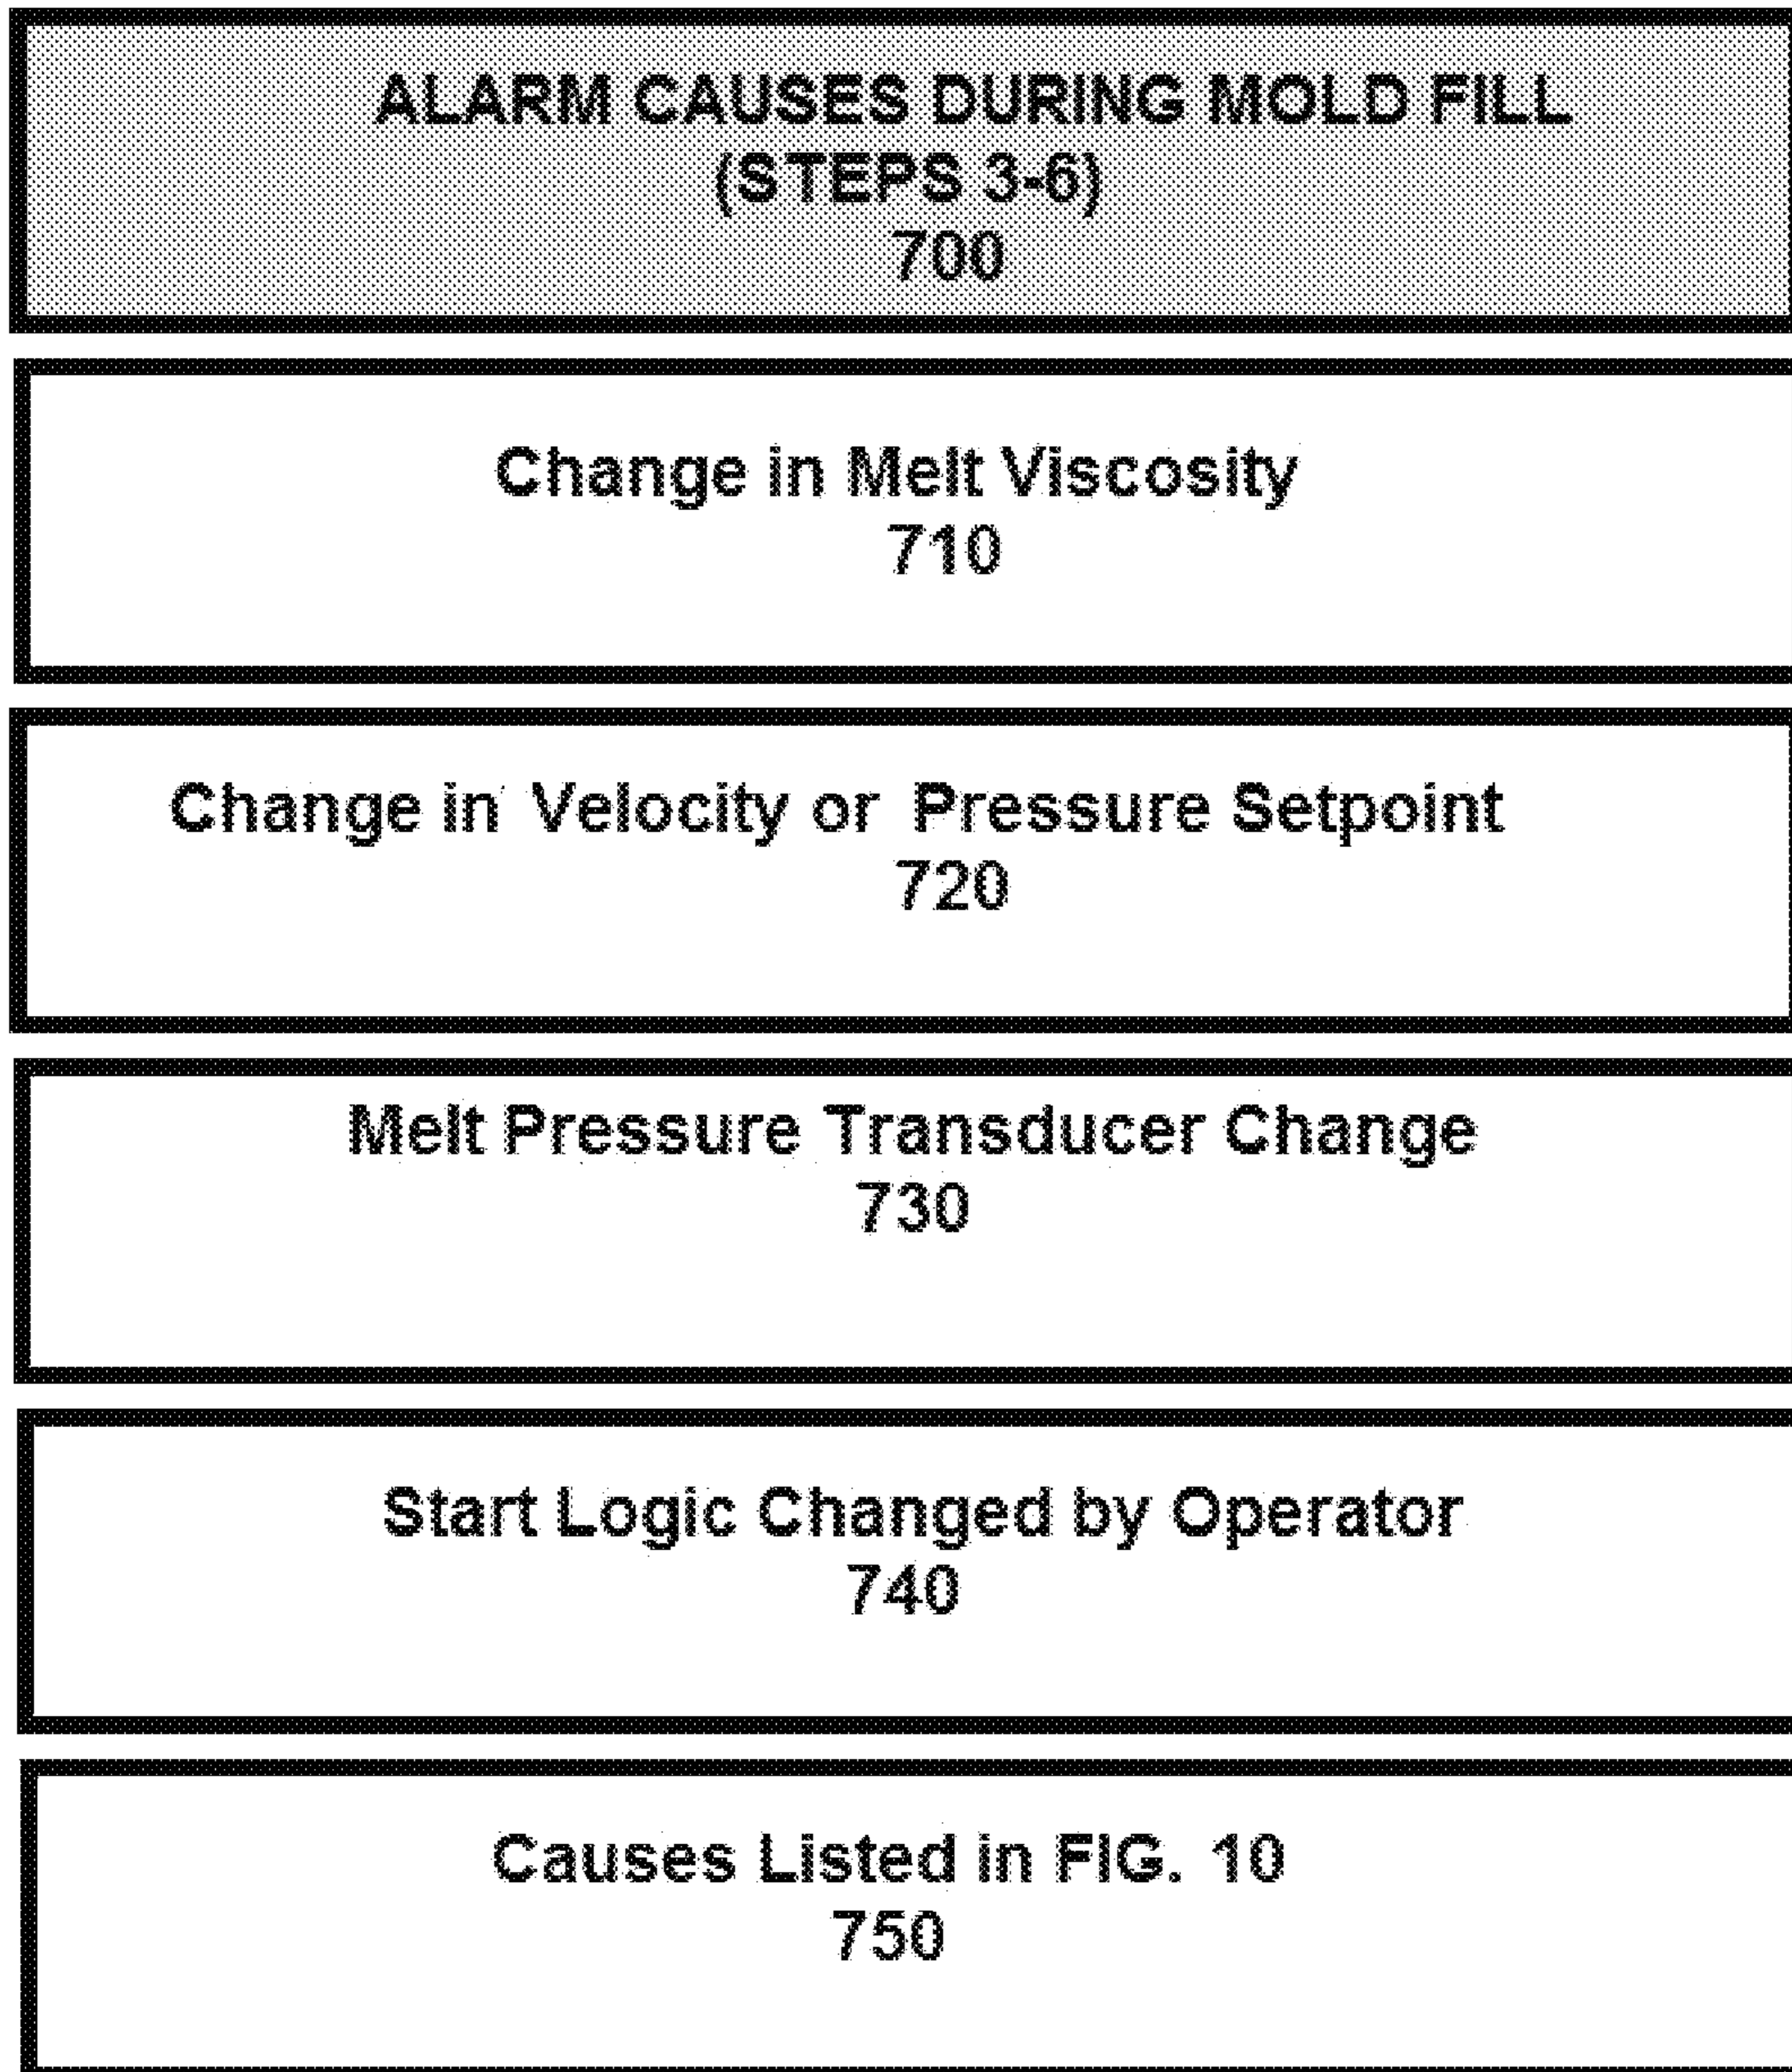 ALARM CAUSES DURING MOLD FILL
(STEPS 3-6)
700
Change in Melt Viscosity
710
Change in Velocity or Pressure Setpoint
720
Melt Pressure Transducer Change
730
Start Logic Changed by Operator
740
Causes Listed in FIG. 10
750